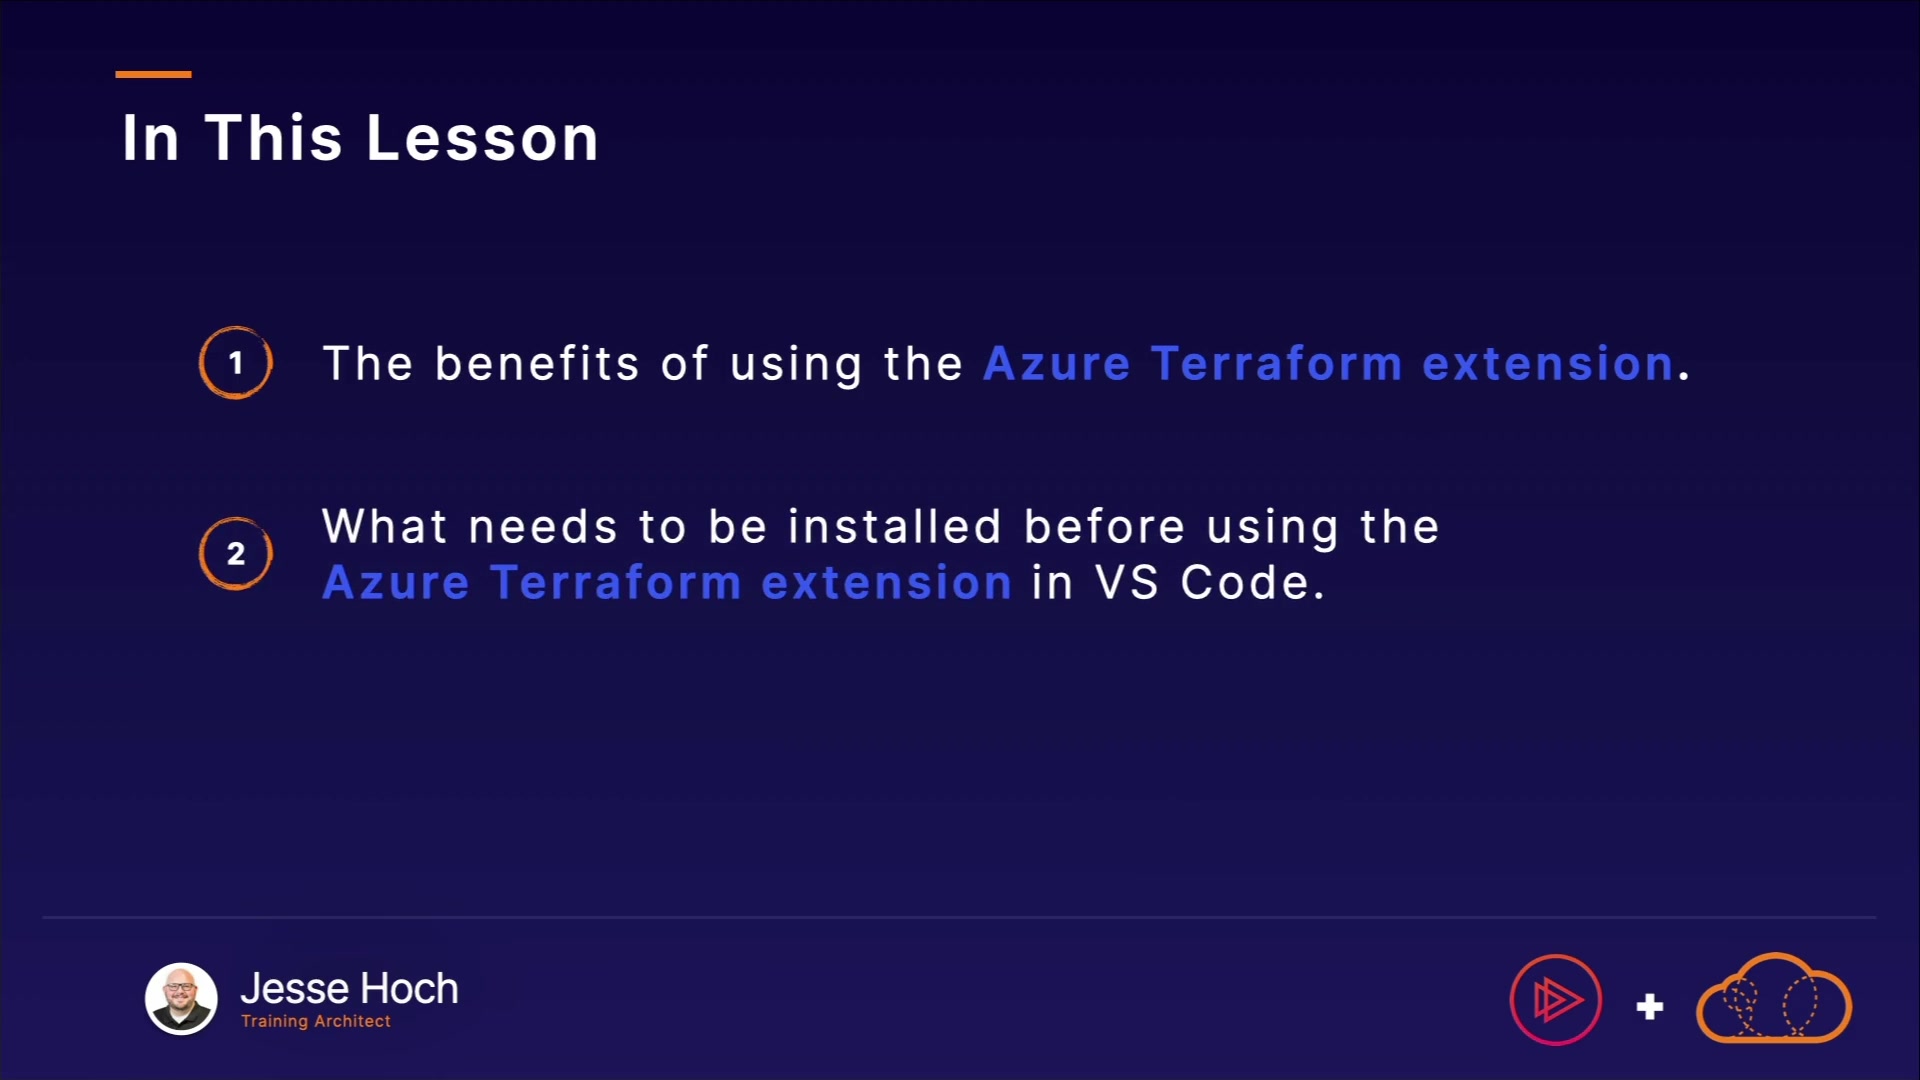 In This Lesson
1
The benefits of using the Azure Terraform extension.
2
What needs to be installed before using the
Azure Terraform extension in VS Code.
Jesse Hoch
Training Architect